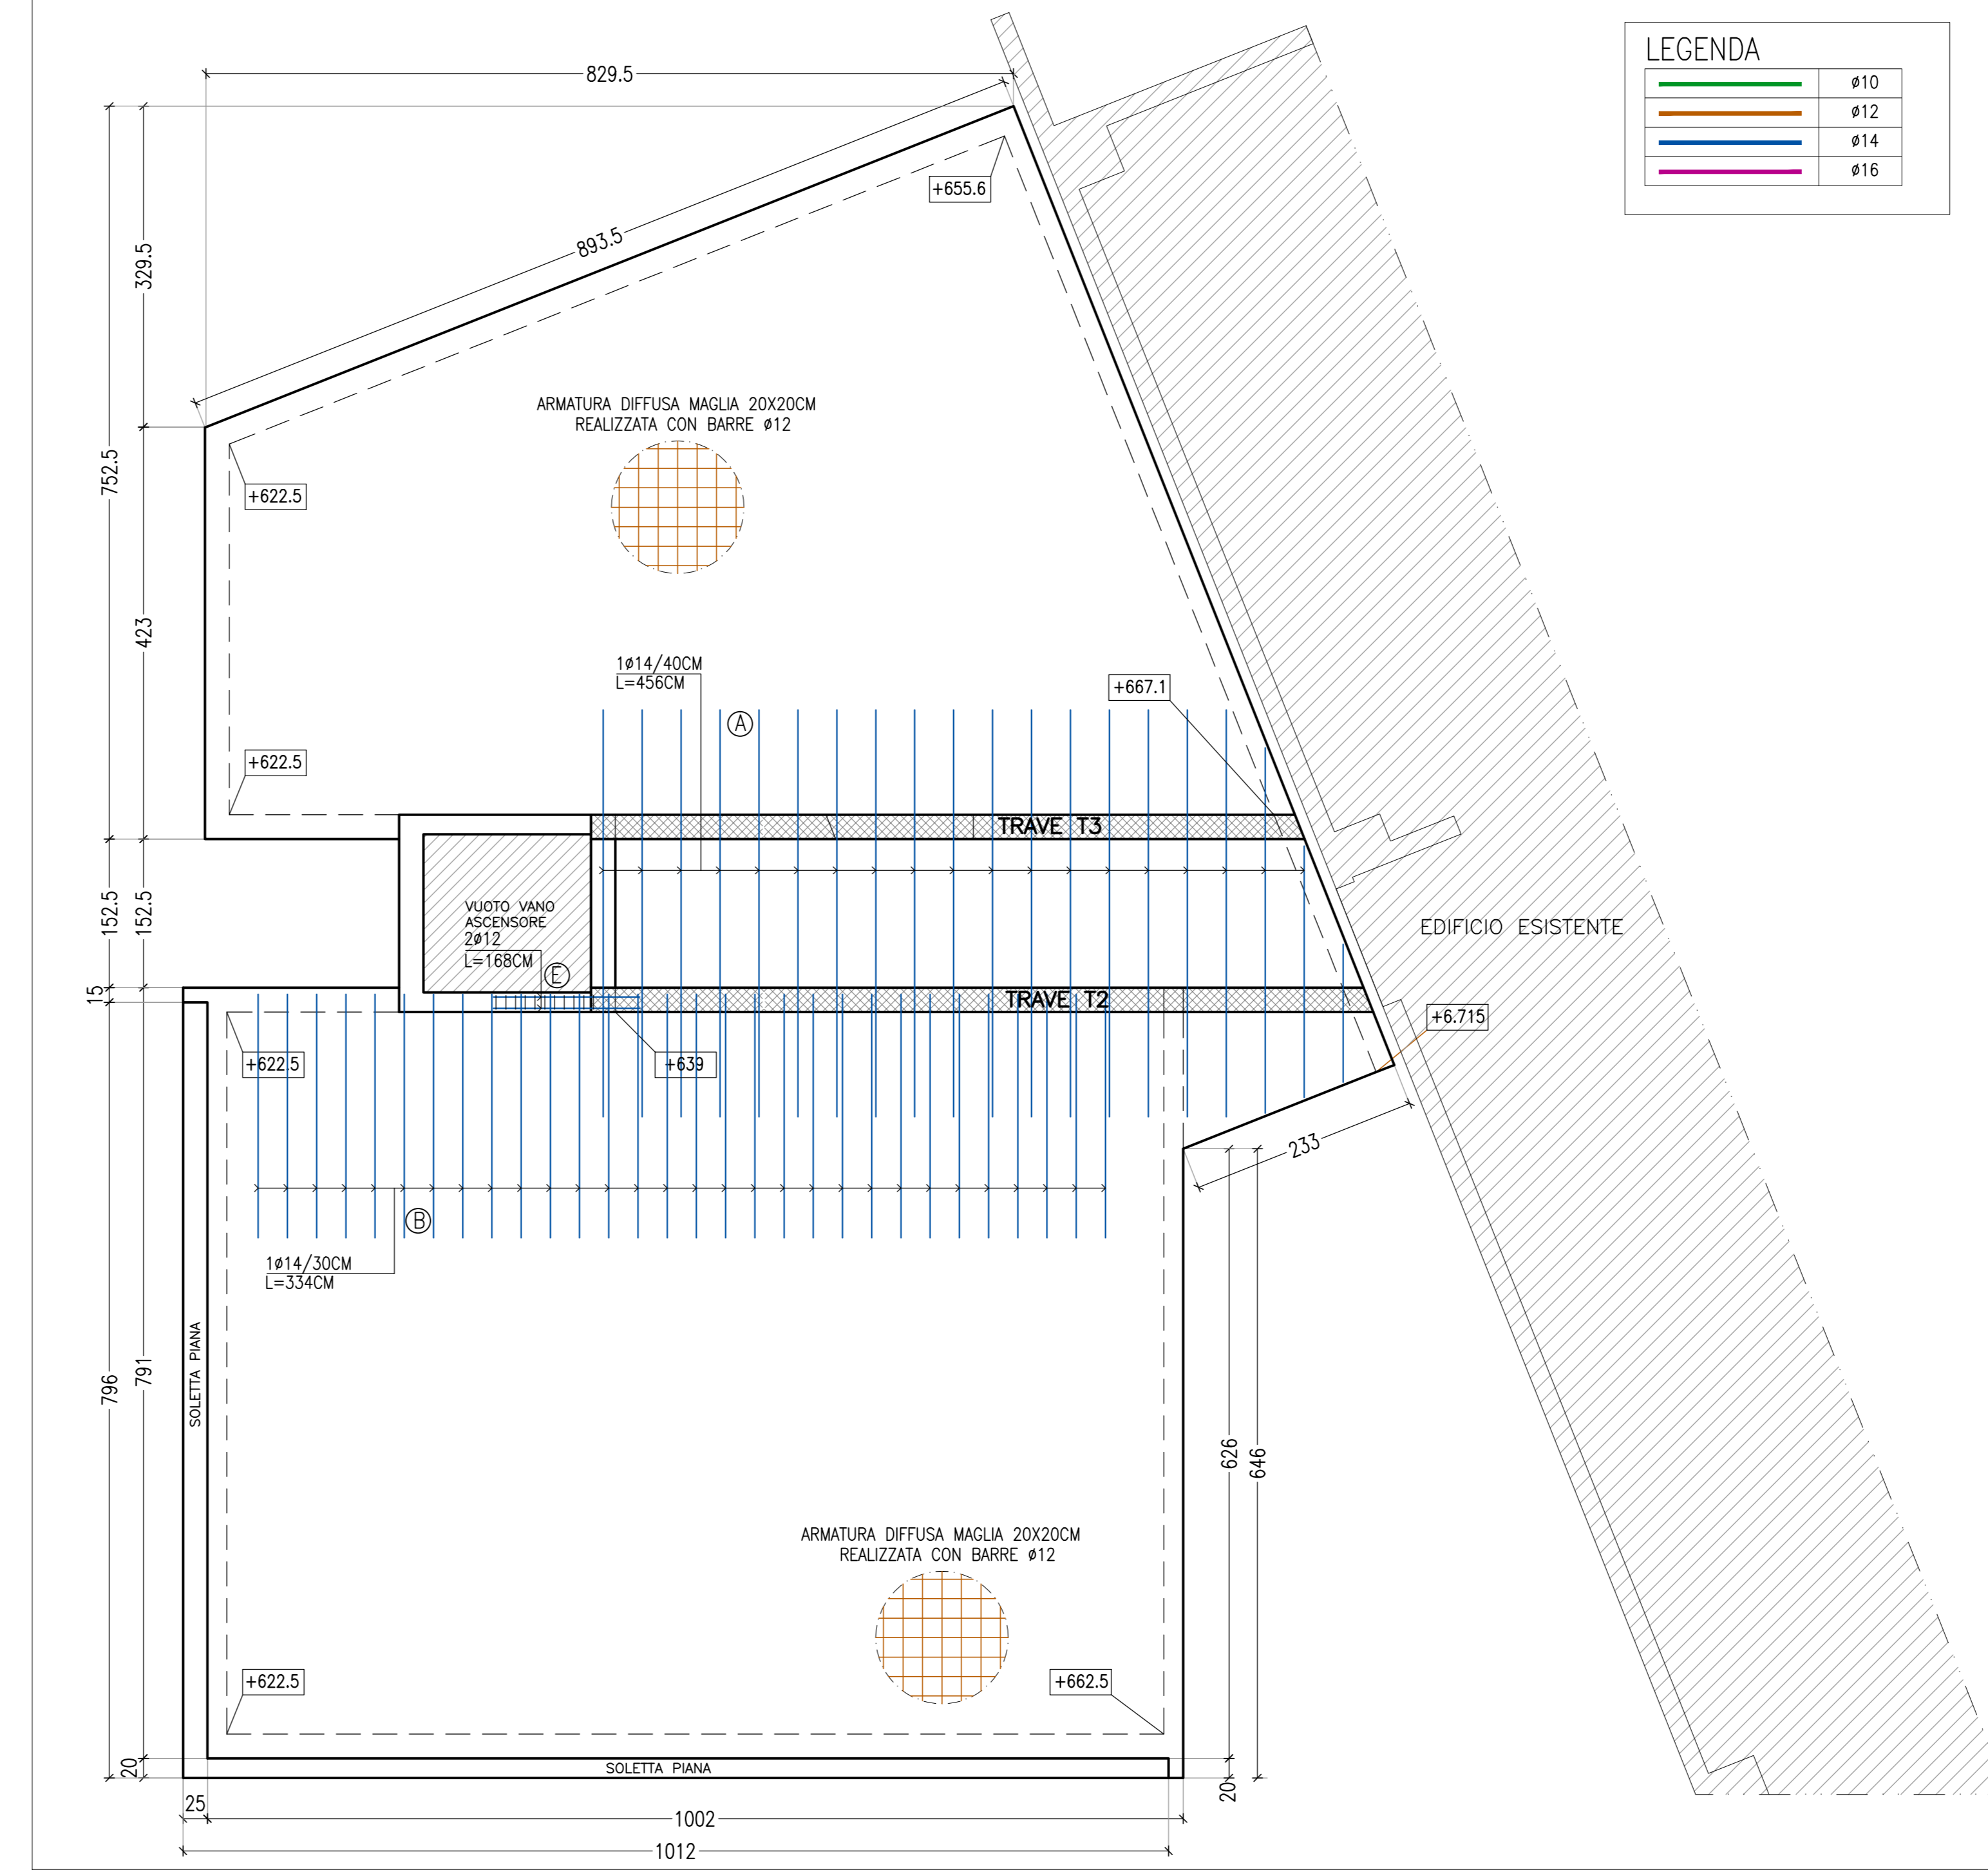 LEGENDA
ø10
ø12
ø14
ø16
829.5
893.5
+655.6
329.5
752.5
ARMATURA DIFFUSA MAGLIA 20X20CM
REALIZZATA CON BARRE ø12
+622.5
423
1ø14/40CM
L=456CM
+667.1
A
+622.5
TRAVE T3
152.5
152.5
VUOTO VANO
ASCENSORE
2ø12
L=168CM
E
EDIFICIO ESISTENTE
15
TRAVE T2
+6.715
+622.5
+639
233
B
1ø14/30CM
L=334CM
SOLETTA PIANA
796
791
626
646
ARMATURA DIFFUSA MAGLIA 20X20CM
REALIZZATA CON BARRE ø12
+622.5
+662.5
20
SOLETTA PIANA
20
25
1002
1012